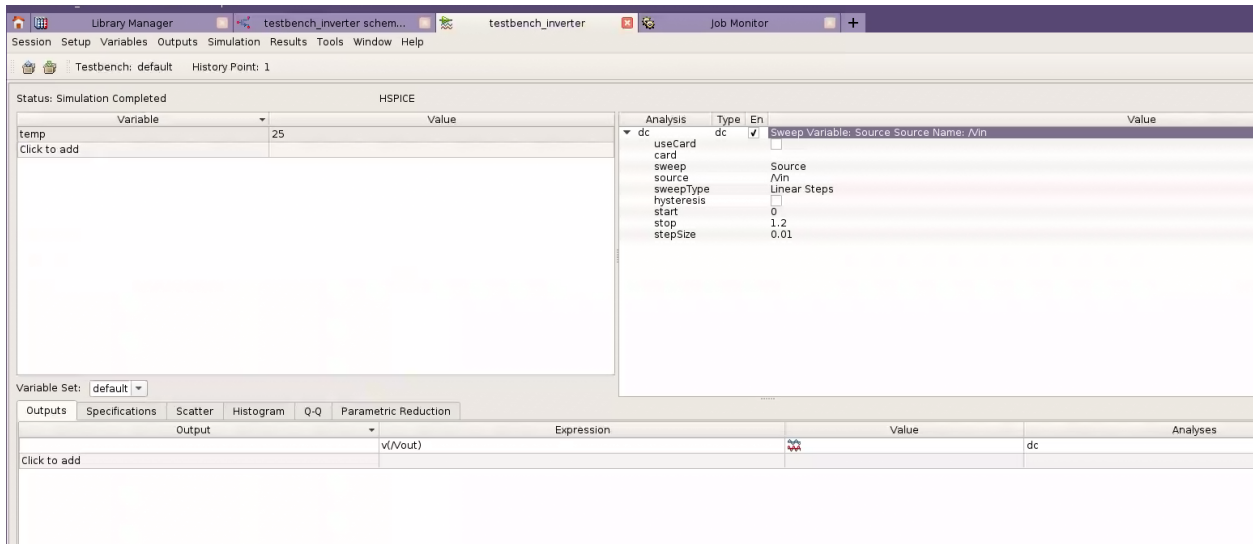 Library Manager testbench_inverter schem... testbench_inverter Job Monitor +
Session Setup Variables Outputs Simulation Results Tools Window Help
Testbench: default History Point: 1
Status: Simulation Completed HSPICE
Variable Value
temp 25
Click to add
Analysis Type En Value
dc dc Sweep Variable: Source Source Name: /Vin
useCard
card
sweep Source
source /Vin
sweepType Linear Steps
hysteresis
start 0
stop 1.2
stepSize 0.01
Variable Set: default
Outputs Specifications Scatter Histogram Q-Q Parametric Reduction
Output Expression Value Analyses
v(/Vout) dc
Click to add